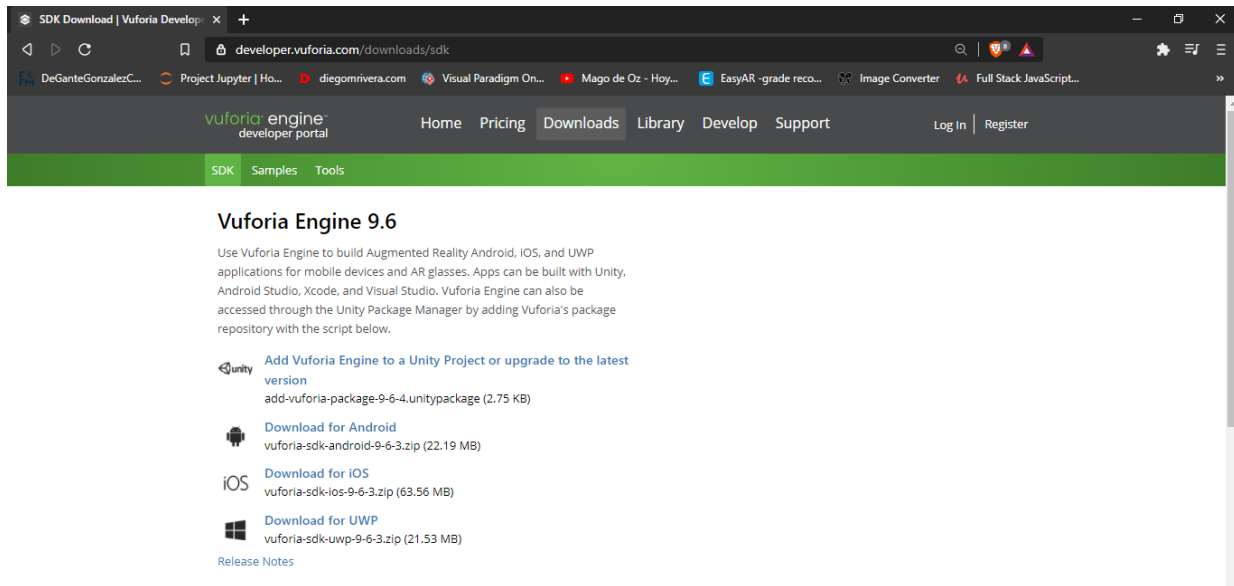 SDK Download | Vuforia Develop
developer.vuforia.com/downloads/sdk
DeGanteGonzalezC... Project Jupyter | Ho... D diegomrivera.com Visual Paradigm On... Mago de Oz - Hoy... E EasyAR -grade reco... Image Converter Full Stack JavaScript... »
vuforia engine™ Home Pricing Downloads Library Develop Support Log In | Register
developer portal
SDK Samples Tools
Vuforia Engine 9.6
Use Vuforia Engine to build Augmented Reality Android, iOS, and UWP
applications for mobile devices and AR glasses. Apps can be built with Unity,
Android Studio, Xcode, and Visual Studio. Vuforia Engine can also be
accessed through the Unity Package Manager by adding Vuforia's package
repository with the script below.
unity Add Vuforia Engine to a Unity Project or upgrade to the latest
version
add-vuforia-package-9-6-4.unitypackage (2.75 KB)
Download for Android
vuforia-sdk-android-9-6-3.zip (22.19 MB)
iOS Download for iOS
vuforia-sdk-ios-9-6-3.zip (63.56 MB)
Download for UWP
vuforia-sdk-uwp-9-6-3.zip (21.53 MB)
Release Notes